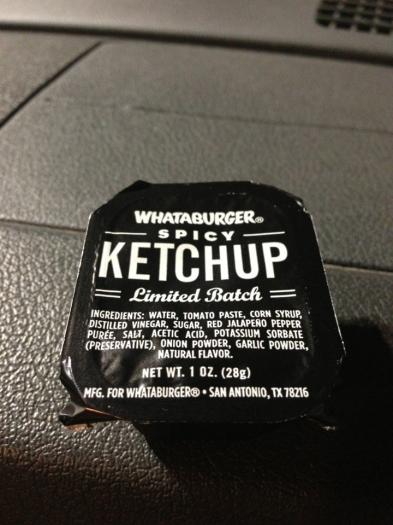 WHATABURGER®
SPICY
KETCHUP
Limited Batch
INGREDIENTS: WATER, TOMATO PASTE, CORN SYRUP,
DISTILLED VINEGAR, SUGAR, RED JALAPEÑO PEPPER
PURÉE, SALT, ACETIC ACID, POTASSIUM SORBATE
(PRESERVATIVE), ONION POWDER, GARLIC POWDER,
NATURAL FLAVOR.
NET WT. 1 OZ. (28g)
MFG. FOR WHATABURGER® • SAN ANTONIO, TX 78216